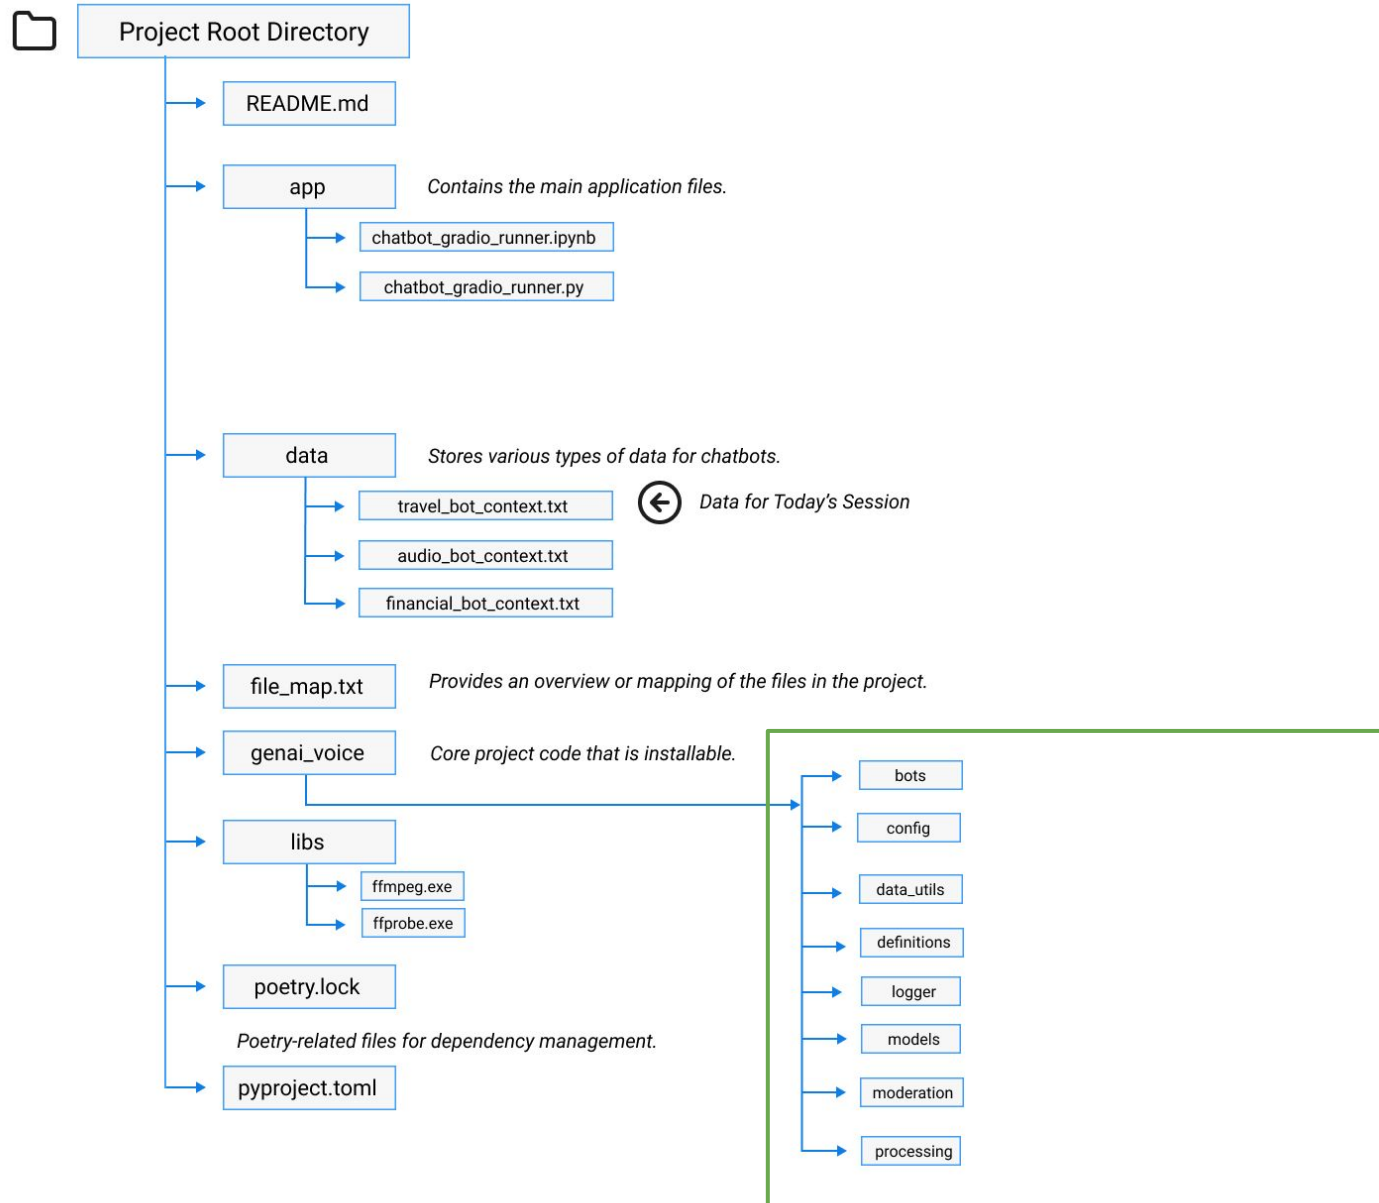 Project Root Directory
README.md
app
Contains the main application files.
chatbot_gradio_runner.ipynb
chatbot_gradio_runner.py
data
Stores various types of data for chatbots.
travel_bot_context.txt
Data for Today’s Session
audio_bot_context.txt
financial_bot_context.txt
file_map.txt
Provides an overview or mapping of the files in the project.
genai_voice
Core project code that is installable.
bots
config
data_utils
definitions
logger
models
moderation
processing
libs
ffmpeg.exe
ffprobe.exe
poetry.lock
Poetry-related files for dependency management.
pyproject.toml